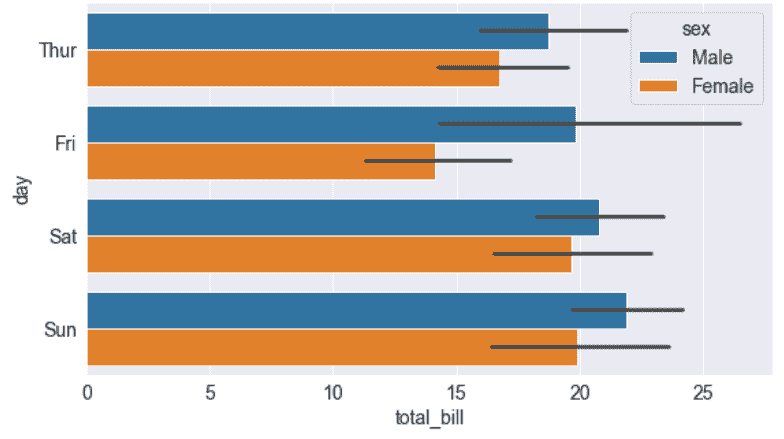 sex
Male
Female
Thur
Fri
Sat
Sun
day
0 5 10 15 20 25
total_bill